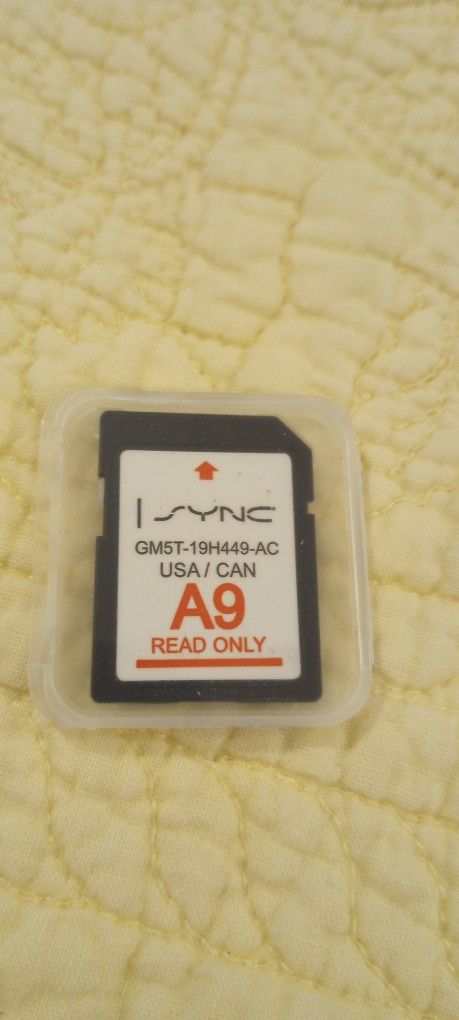 SYNC
GM5T-19H449-AC
USA / CAN
A9
READ ONLY